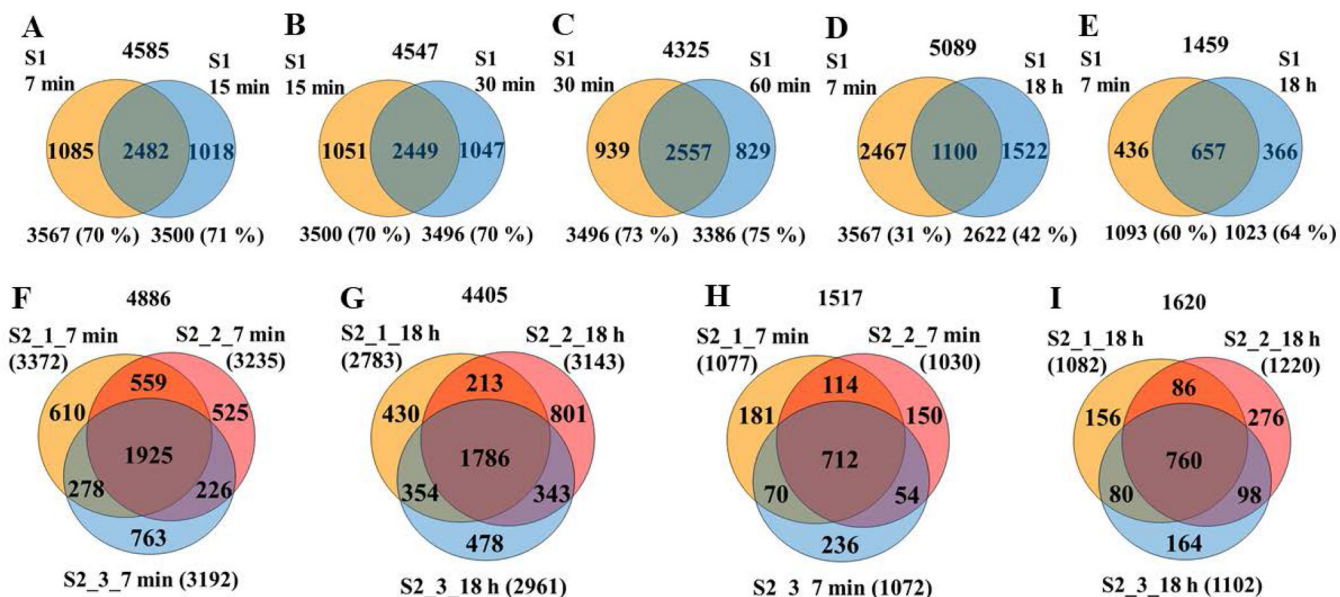 A
4585
S1
7 min
S1
15 min
1085
2482
1018
3567 (70 %)
3500 (71 %)
B
4547
S1
15 min
S1
30 min
1051
2449
1047
3500 (70 %)
3496 (70 %)
C
4325
S1
30 min
S1
60 min
939
2557
829
3496 (73 %)
3386 (75 %)
D
5089
S1
7 min
S1
18 h
2467
1100
1522
3567 (31 %)
2622 (42 %)
E
1459
S1
7 min
S1
18 h
436
657
366
1093 (60 %)
1023 (64 %)
F
4886
S2_1_7 min
(3372)
S2_2_7 min
(3235)
559
610
525
1925
278
226
763
S2_3_7 min (3192)
G
4405
S2_1_18 h
(2783)
S2_2_18 h
(3143)
213
430
801
1786
354
343
478
S2_3_18 h (2961)
H
1517
S2_1_7 min
(1077)
S2_2_7 min
(1030)
114
181
150
712
70
54
236
S2 3 7 min (1072)
I
1620
S2_1_18 h
(1082)
S2_2_18 h
(1220)
86
156
276
760
80
98
164
S2_3_18 h (1102)